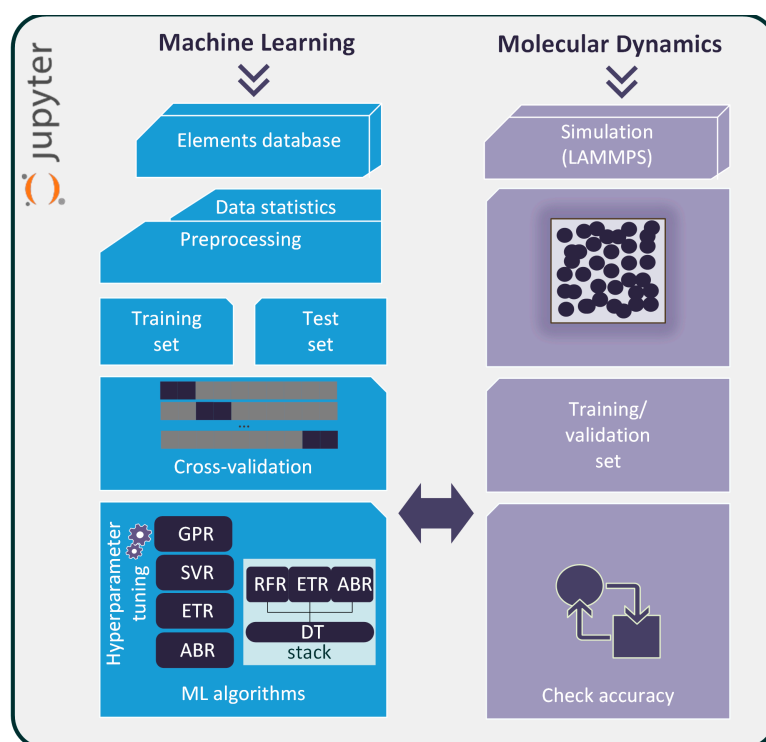 jupyter
Machine Learning
Elements database
Data statistics
Preprocessing
Training
set
Test
set
...
Cross-validation
Hyperparameter
tuning
GPR
SVR
ETR
ABR
RFR ETR ABR
DT
stack
ML algorithms
Molecular Dynamics
Simulation
(LAMMPS)
Training/
validation
set
Check accuracy